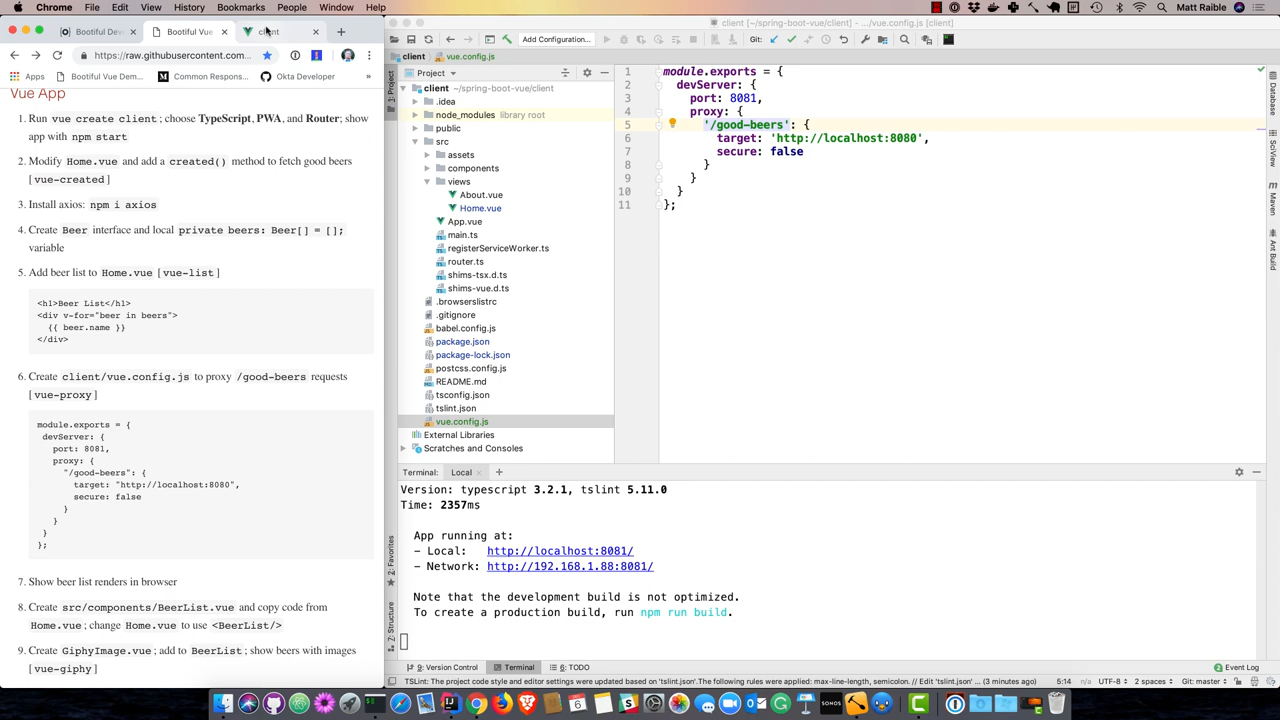 Chrome File Edit View History Bookmarks People Window Help
Matt Raible
Bootiful Dev
Bootiful Vue
client
https://raw.githubusercontent.com...
Apps Bootiful Vue Dem... Common Respons... Okta Developer »
Vue App
1. Run vue create client; choose TypeScript, PWA, and Router; show
app with npm start
2. Modify Home.vue and add a created() method to fetch good beers
[vue-created]
3. Install axios: npm i axios
4. Create Beer interface and local private beers: Beer[] = [];
variable
5. Add beer list to Home.vue [vue-list]
<h1>Beer List</h1>
<div v-for="beer in beers">
{{ beer.name }}
</div>
6. Create client/vue.config.js to proxy /good-beers requests
[vue-proxy]
module.exports = {
devServer: {
port: 8081,
proxy: {
"/good-beers": {
target: "http://localhost:8080",
secure: false
}
}
}
};
7. Show beer list renders in browser
8. Create src/components/BeerList.vue and copy code from
Home.vue; change Home.vue to use <BeerList/>
9. Create GiphyImage.vue; add to BeerList; show beers with images
[vue-giphy]
client [~/spring-boot-vue/client] - .../vue.config.js [client]
Add Configuration...
Git:
client vue.config.js
1: Project
Project
client ~/spring-boot-vue/client
.idea
node_modules library root
public
src
assets
components
views
About.vue
Home.vue
App.vue
main.ts
registerServiceWorker.ts
router.ts
shims-tsx.d.ts
shims-vue.d.ts
.browserslistrc
.gitignore
babel.config.js
package.json
package-lock.json
postcss.config.js
README.md
tsconfig.json
tslint.json
vue.config.js
External Libraries
Scratches and Consoles
1 module.exports = {
2 devServer: {
3 port: 8081,
4 proxy: {
5 '/good-beers': {
6 target: 'http://localhost:8080',
7 secure: false
8 }
9 }
10 }
11 };
Database
SciView
Maven
Ant Build
Terminal: Local
Version: typescript 3.2.1, tslint 5.11.0
Time: 2357ms
App running at:
- Local: http://localhost:8081/
- Network: http://192.168.1.88:8081/
Note that the development build is not optimized.
To create a production build, run npm run build.
2: Favorites
7: Structure
9: Version Control Terminal 6: TODO Event Log
TSLint: The project code style and editor settings were updated based on 'tslint.json'.The following rules were applied: max-line-length, semicolon. // Edit 'tslint.json' (3 minutes ago) 5:14 n/a UTF-8 2 spaces Git: master
6
SONOS